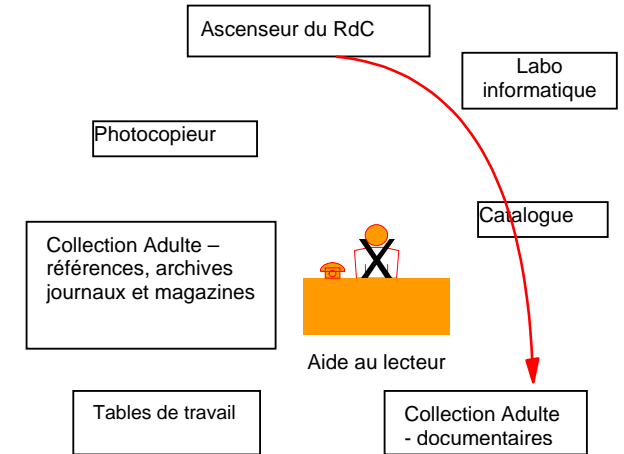 Ascenseur du RdC
Labo
informatique
Photocopieur
Catalogue
Collection Adulte –
références, archives
journaux et magazines
Aide au lecteur
Tables de travail
Collection Adulte
- documentaires